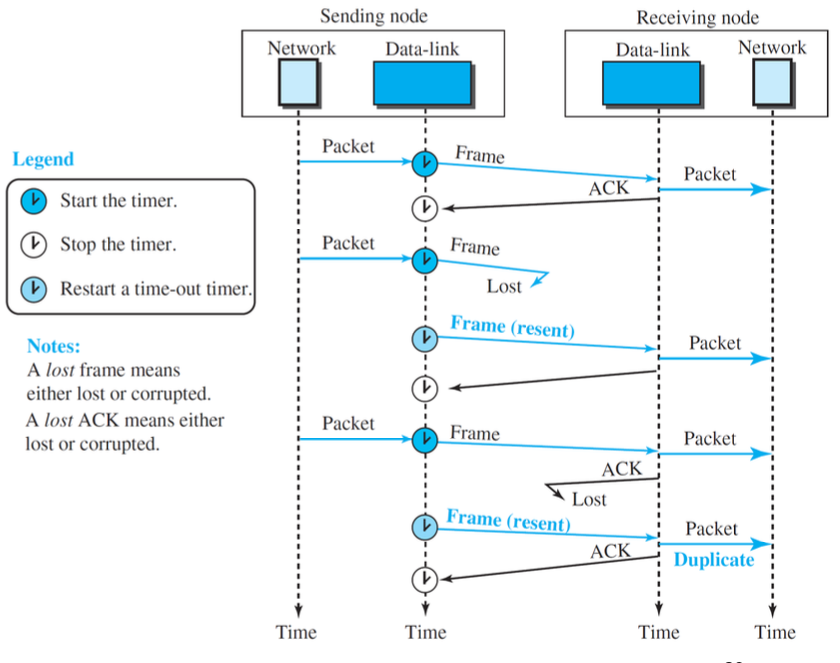 Sending node
Receiving node
Network
Data-link
Data-link
Network
Packet
Frame
Packet
ACK
Legend
Start the timer.
Stop the timer.
Restart a time-out timer.
Packet
Frame
Lost
Frame (resent)
Packet
Notes:
A lost frame means
either lost or corrupted.
A lost ACK means either
lost or corrupted.
Packet
Frame
Packet
ACK
Lost
Frame (resent)
Packet
ACK
Duplicate
Time
Time
Time
Time